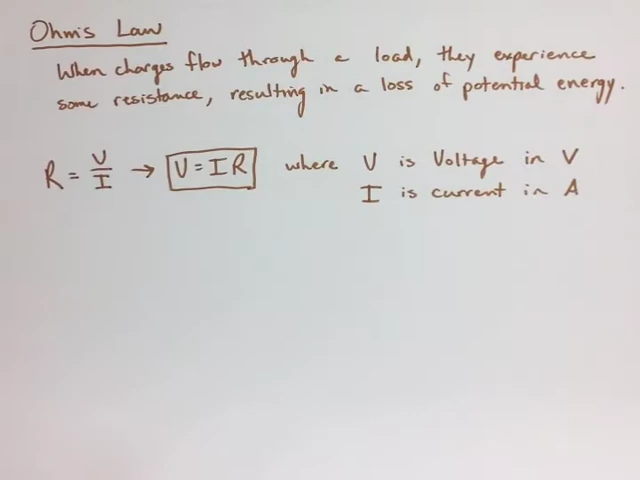 Ohm's Law
When charges flow through a load, they experience
some resistance, resulting in a loss of potential energy.
R = V/I → V = IR where V is Voltage in V
I is current in A